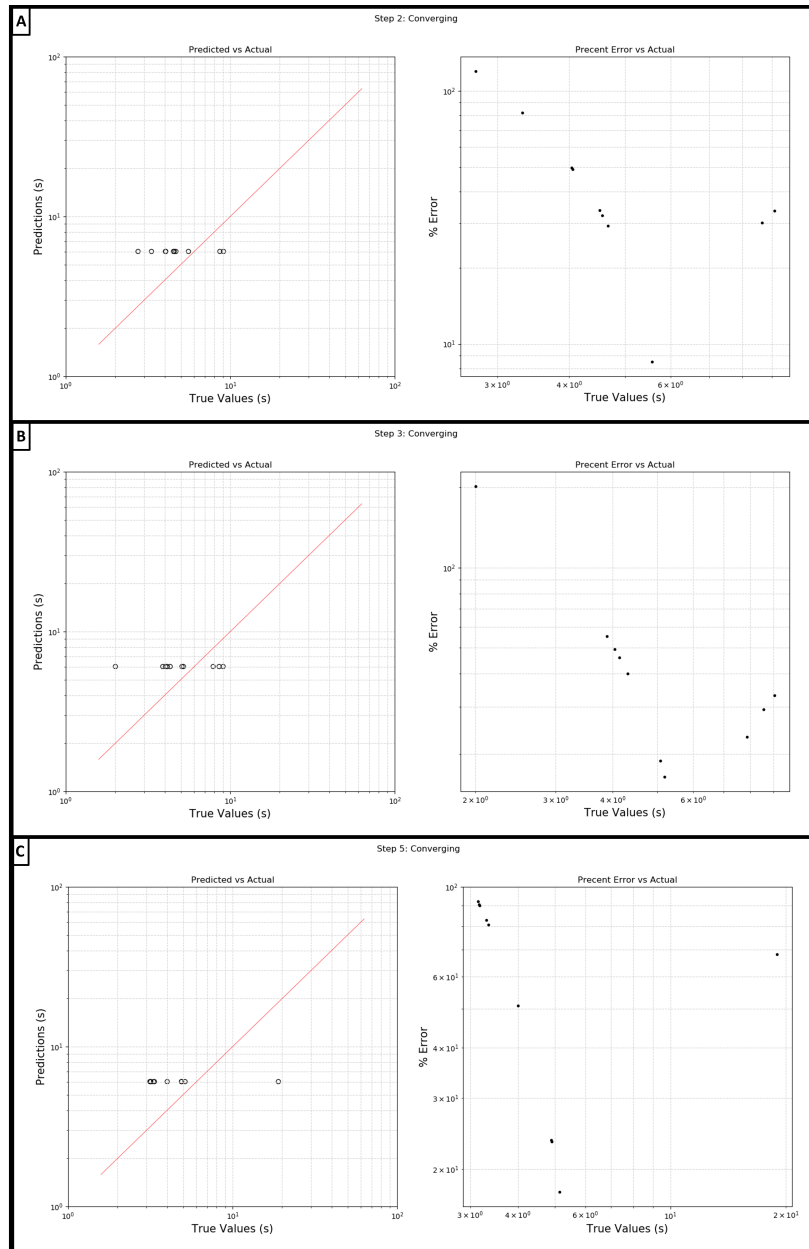 A
Step 2: Converging
Predicted vs Actual
Precent Error vs Actual
10²
10¹
10⁰
Predictions (s)
10⁰
10¹
10²
True Values (s)
10²
10¹
% Error
3 × 10⁰
4 × 10⁰
6 × 10⁰
True Values (s)
B
Step 3: Converging
Predicted vs Actual
Precent Error vs Actual
10²
10¹
10⁰
Predictions (s)
10⁰
10¹
10²
True Values (s)
10²
% Error
2 × 10⁰
3 × 10⁰
4 × 10⁰
6 × 10⁰
True Values (s)
C
Step 5: Converging
Predicted vs Actual
Precent Error vs Actual
10²
10¹
10⁰
Predictions (s)
10⁰
10¹
10²
True Values (s)
10²
6 × 10¹
4 × 10¹
3 × 10¹
2 × 10¹
% Error
3 × 10⁰
4 × 10⁰
6 × 10⁰
10¹
2 × 10¹
True Values (s)